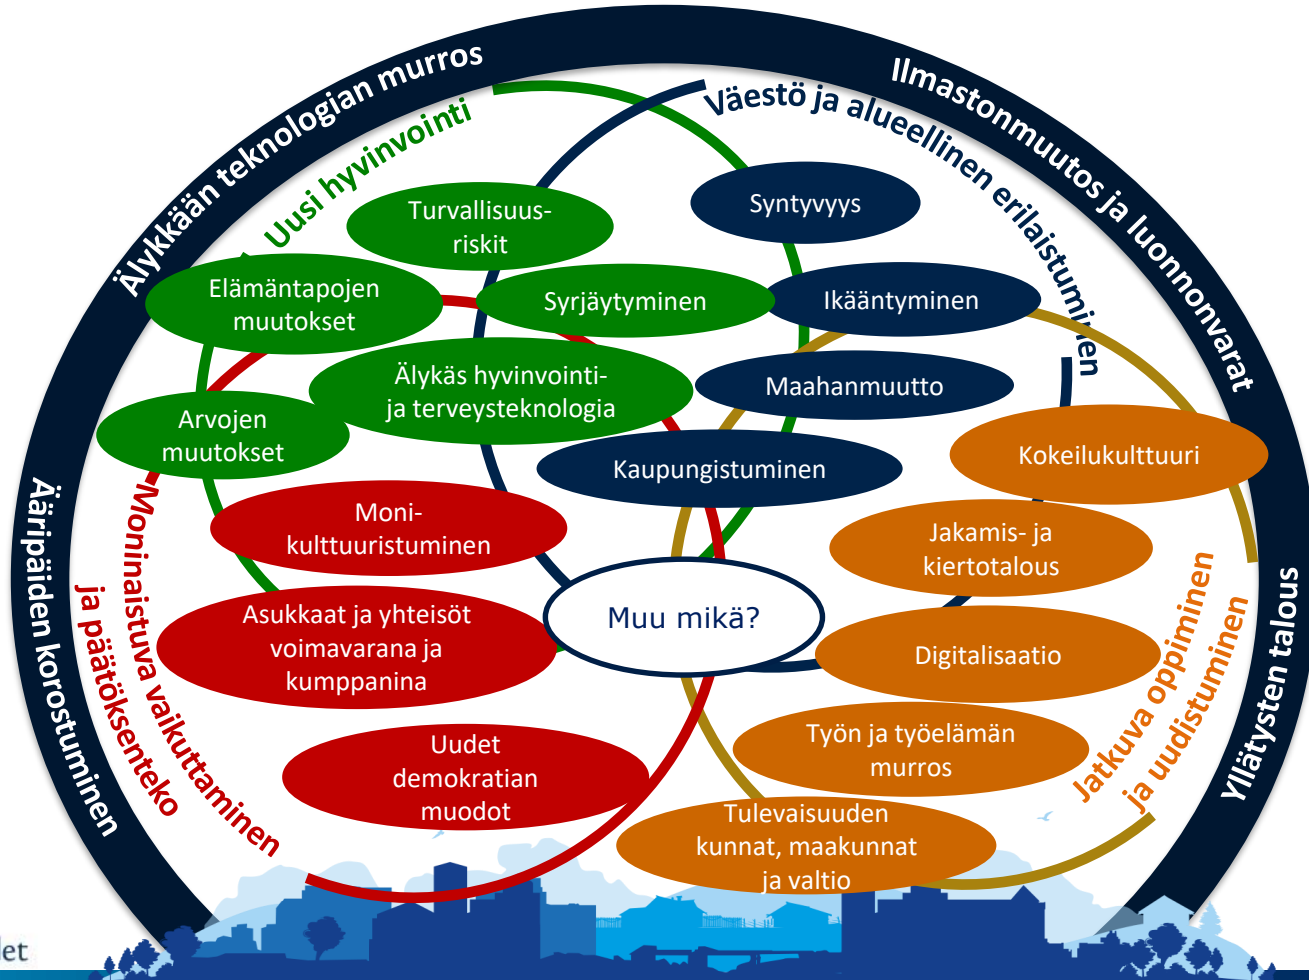 Älykkään teknologian murros
Ilmastonmuutos ja luonnonvarat
Ääripäiden korostuminen
Yllätysten talous
Uusi hyvinvointi
Väestö ja alueellinen erilaistuminen
Turvallisuus-
riskit
Syntyvyys
Elämäntapojen
muutokset
Syrjäytyminen
Ikääntyminen
Älykäs hyvinvointi-
ja terveysteknologia
Maahanmuutto
Arvojen
muutokset
Kaupungistuminen
Kokeilukulttuuri
Moninaistuva vaikuttaminen
ja päätöksenteko
Moni-
kulttuuristuminen
Jakamis- ja
kiertotalous
Asukkaat ja yhteisöt
voimavarana ja
kumppanina
Muu mikä?
Digitalisaatio
Jatkuva oppiminen
ja uudistuminen
Uudet
demokratian
muodot
Työn ja työelämän
murros
Tulevaisuuden
kunnat, maakunnat
ja valtio